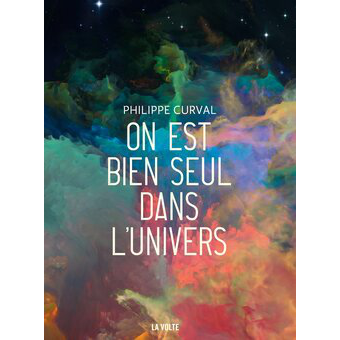 PHILIPPE CURVAL
ON EST
BIEN SEUL
DANS
L'UNIVERS
LA VOLTE